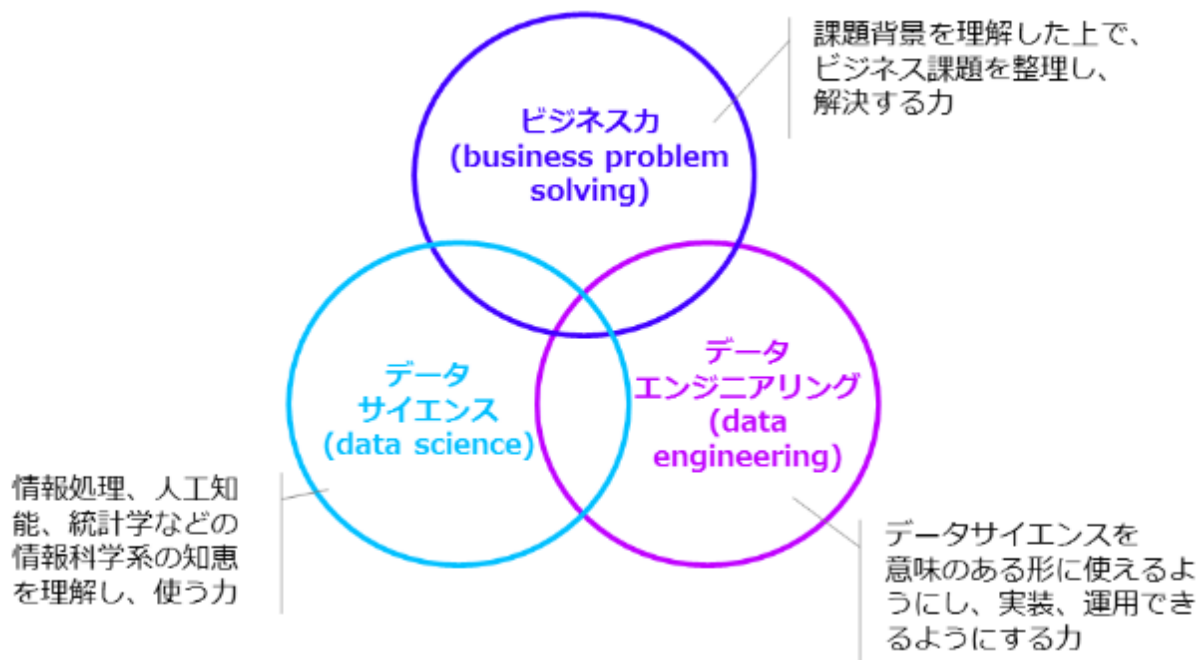 課題背景を理解した上で、
ビジネス課題を整理し、
解決する力
ビジネス力
(business problem
solving)
データ
サイエンス
(data science)
データ
エンジニアリング
(data
engineering)
情報処理、人工知
能、統計学などの
情報科学系の知恵
を理解し、使う力
データサイエンスを
意味のある形に使えるよ
うにし、実装、運用でき
るようにする力